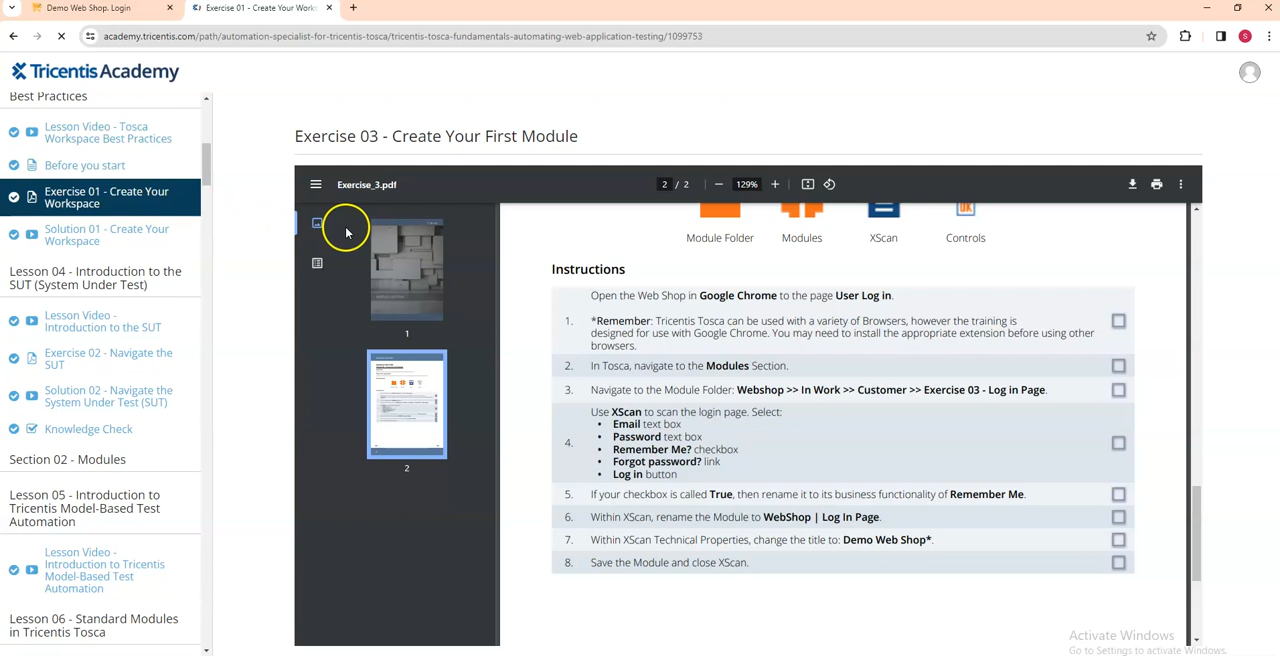 Demo Web Shop. Login
Exercise 01 - Create Your Work
academy.tricentis.com/path/automation-specialist-for-tricentis-tosca/tricentis-tosca-fundamentals-automating-web-application-testing/1099753
S
Tricentis Academy
Best Practices
Lesson Video - Tosca
Workspace Best Practices
Before you start
Exercise 01 - Create Your
Workspace
Solution 01 - Create Your
Workspace
Lesson 04 - Introduction to the
SUT (System Under Test)
Lesson Video -
Introduction to the SUT
Exercise 02 - Navigate the
SUT
Solution 02 - Navigate the
System Under Test (SUT)
Knowledge Check
Section 02 - Modules
Lesson 05 - Introduction to
Tricentis Model-Based Test
Automation
Lesson Video -
Introduction to Tricentis
Model-Based Test
Automation
Lesson 06 - Standard Modules
in Tricentis Tosca
Exercise 03 - Create Your First Module
Exercise_3.pdf
2 / 2
129%
1
2
Module Folder Modules XScan Controls
Instructions
Open the Web Shop in Google Chrome to the page User Log in.
1. *Remember: Tricentis Tosca can be used with a variety of Browsers, however the training is
designed for use with Google Chrome. You may need to install the appropriate extension before using other
browsers.
2. In Tosca, navigate to the Modules Section.
3. Navigate to the Module Folder: Webshop >> In Work >> Customer >> Exercise 03 - Log in Page.
4. Use XScan to scan the login page. Select:
• Email text box
• Password text box
• Remember Me? checkbox
• Forgot password? link
• Log in button
5. If your checkbox is called True, then rename it to its business functionality of Remember Me.
6. Within XScan, rename the Module to WebShop | Log In Page.
7. Within XScan Technical Properties, change the title to: Demo Web Shop*.
8. Save the Module and close XScan.
Activate Windows
Go to Settings to activate Windows.